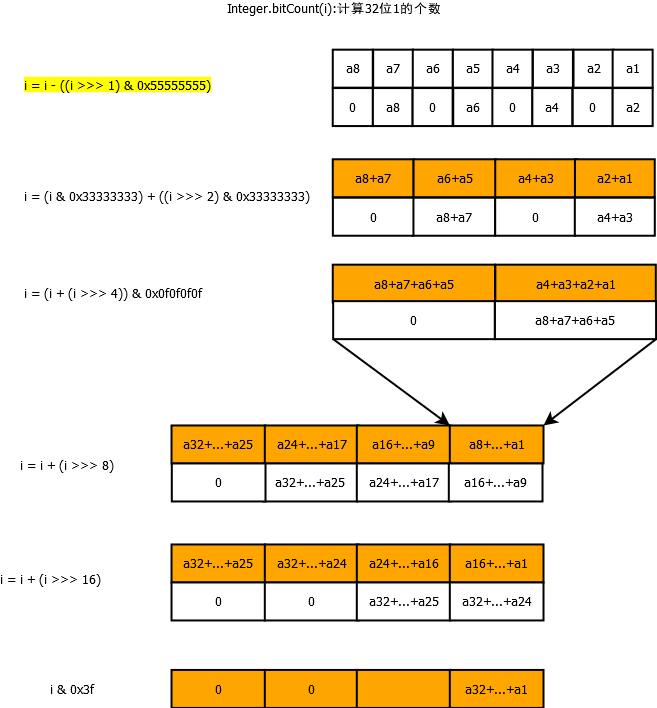 Integer.bitCount(i):计算32位1的个数
a8 a7 a6 a5 a4 a3 a2 a1
i = i - ((i >>> 1) & 0x55555555)
0 a8 0 a6 0 a4 0 a2
a8+a7 a6+a5 a4+a3 a2+a1
i = (i & 0x33333333) + ((i >>> 2) & 0x33333333)
0 a8+a7 0 a4+a3
a8+a7+a6+a5 a4+a3+a2+a1
i = (i + (i >>> 4)) & 0x0f0f0f0f
0 a8+a7+a6+a5
a32+...+a25 a24+...+a17 a16+...+a9 a8+...+a1
i = i + (i >>> 8)
0 a32+...+a25 a24+...+a17 a16+...+a9
a32+...+a25 a32+...+a24 a24+...+a16 a16+...+a1
i = i + (i >>> 16)
0 0 a32+...+a25 a32+...+a24
i & 0x3f 0 0 a32+...+a1